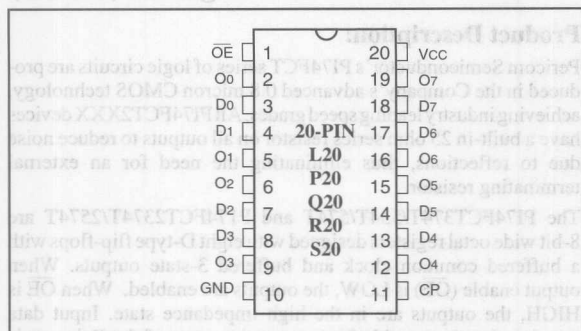 Product Description:
Pericom Semiconductor's PI74FCT series of logic circuits are pro-
duced in the Company's advanced 0.8 micron CMOS technology,
achieving industry leading speed grades. All PI74FCT2XXX devices
have a built-in 25 ohm series resistor on all outputs to reduce noise
due to reflections, thus eliminating the need for an external
terminating resistor.
The and PI74FCT2374T/2574T are
8-bit wide octal registers designed with eight D-type flip-flops with
a buffered common clock and buffered 3-state outputs. When
output enable (OE) is LOW, the outputs are enabled. When OE is
HIGH, the outputs are in the high impedance state. Input data
OE 1 20 Vcc
O0 2 19 O7
D0 3 18 D7
D1 4 20-PIN 17 D6
O1 5 L20 16 O6
O2 6 P20 15 O5
D2 7 Q20 14 D5
D3 8 R20 13 D4
O3 9 S20 12 O4
GND 10 11 CP